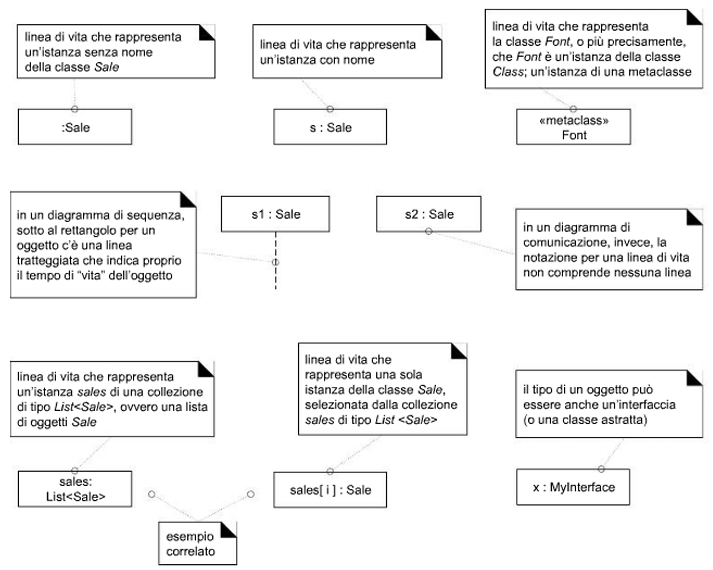 linea di vita che rappresenta
un'istanza senza nome
della classe Sale
linea di vita che rappresenta
un'istanza con nome
linea di vita che rappresenta
la classe Font, o più precisamente,
che Font è un'istanza della classe
Class; un'istanza di una metaclasse
:Sale
s : Sale
«metaclass»
Font
in un diagramma di sequenza,
sotto al rettangolo per un
oggetto c'è una linea
tratteggiata che indica proprio
il tempo di “vita” dell'oggetto
s1 : Sale
s2 : Sale
in un diagramma di
comunicazione, invece, la
notazione per una linea di vita
non comprende nessuna linea
linea di vita che rappresenta
un'istanza sales di una collezione
di tipo List<Sale>, ovvero una lista
di oggetti Sale
linea di vita che
rappresenta una sola
istanza della classe Sale,
selezionata dalla collezione
sales di tipo List <Sale>
il tipo di un oggetto può
essere anche un'interfaccia
(o una classe astratta)
sales:
List<Sale>
sales[ i ] : Sale
x : MyInterface
esempio
correlato